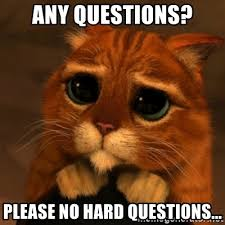 ANY QUESTIONS?
PLEASE NO HARD QUESTIONS...